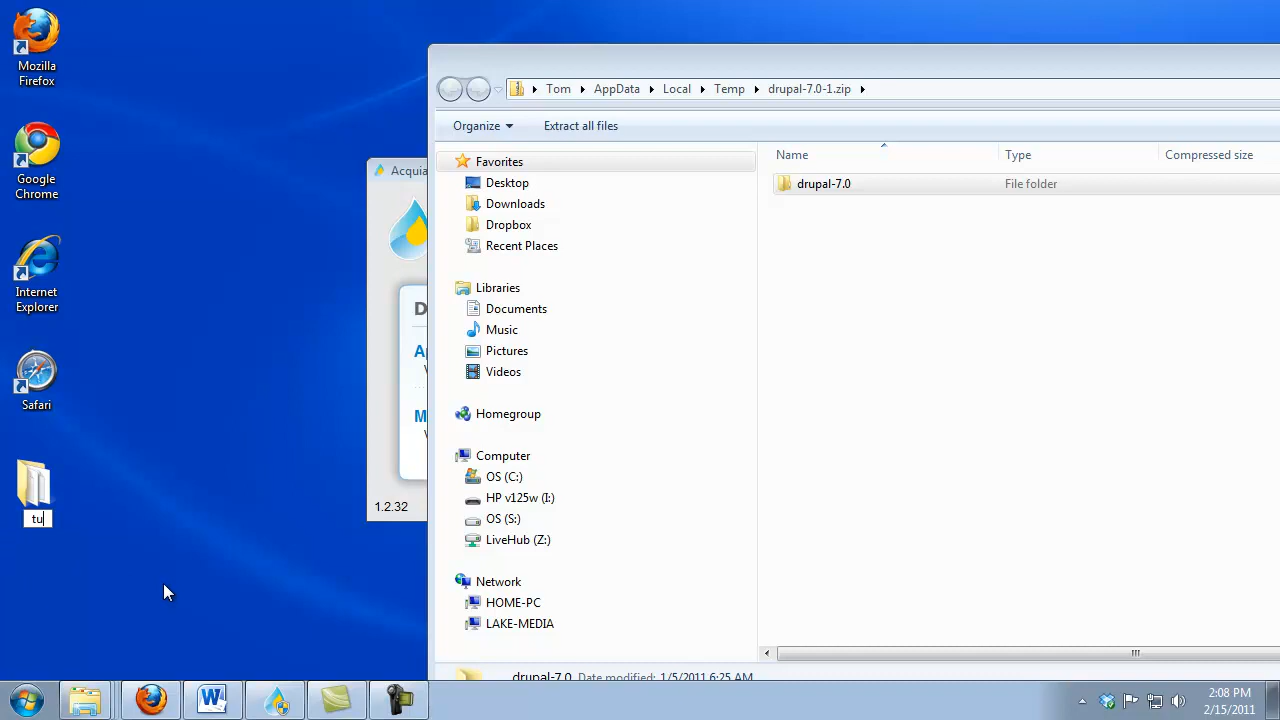 Mozilla
Firefox
Google
Chrome
Internet
Explorer
Safari
tu
Acquia
D
A
M
1.2.32
Tom
AppData
Local
Temp
drupal-7.0-1.zip
Organize
Extract all files
Favorites
Desktop
Downloads
Dropbox
Recent Places
Libraries
Documents
Music
Pictures
Videos
Homegroup
Computer
OS (C:)
HP v125w (I:)
OS (S:)
LiveHub (Z:)
Network
HOME-PC
LAKE-MEDIA
Name Type Compressed size
drupal-7.0 File folder
drupal-7.0 Date modified: 1/5/2011 6:25 AM
2:08 PM
2/15/2011